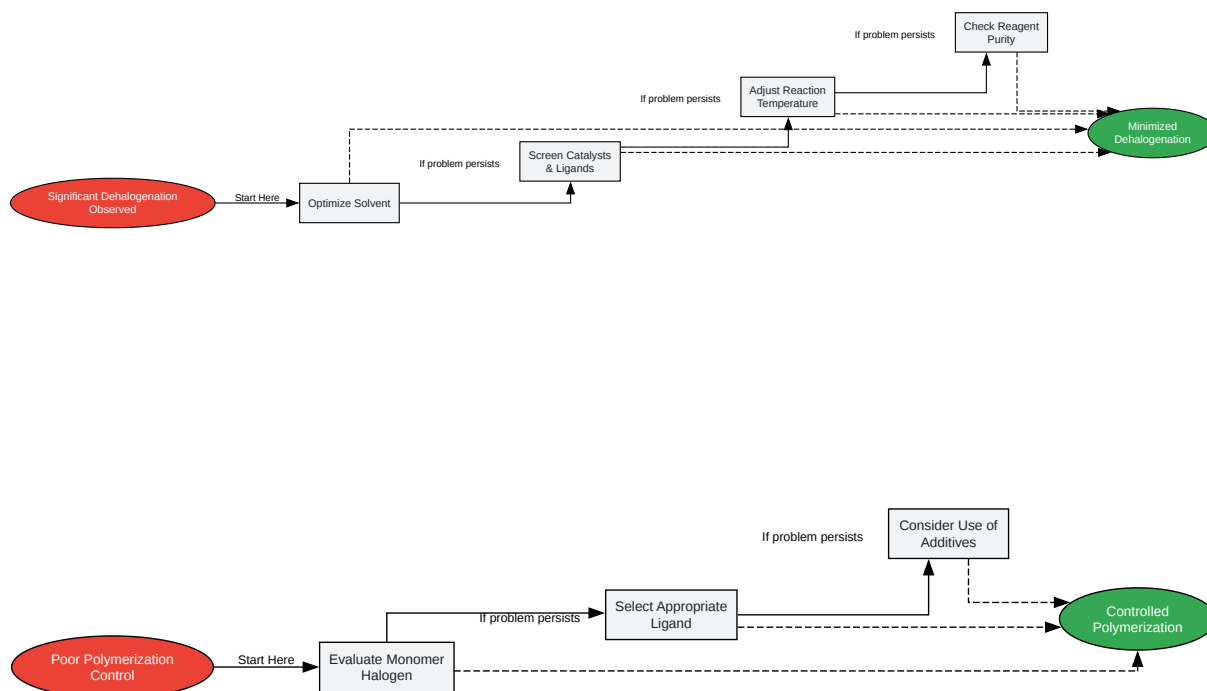 Check Reagent
Purity
If problem persists
Adjust Reaction
Temperature
If problem persists
Minimized
Dehalogenation
Screen Catalysts
& Ligands
If problem persists
Significant Dehalogenation
Observed
Start Here
Optimize Solvent
Consider Use of
Additives
If problem persists
Select Appropriate
Ligand
If problem persists
Controlled
Polymerization
Poor Polymerization
Control
Start Here
Evaluate Monomer
Halogen